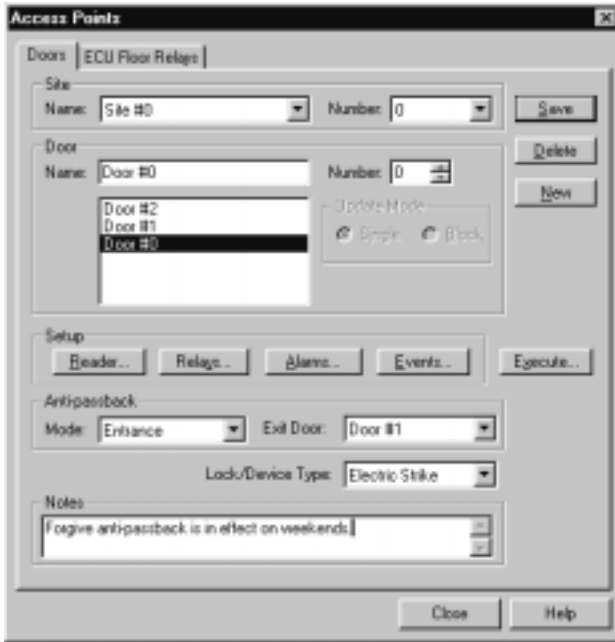 Access Points
Doors ECU Floor Relays
Site
Name: Site #0 Number: 0 Save
Door Delete
Name: Door #0 Number: 0
New
Door #2 Update Mode
Door #1 Single Block
Door #0
Setup
Reader... Relays... Alarms... Events... Execute...
Anti-passback
Mode: Entrance Exit Door: Door #1
Lock/Device Type: Electric Strike
Notes
Forgive anti-passback is in effect on weekends.
Close Help